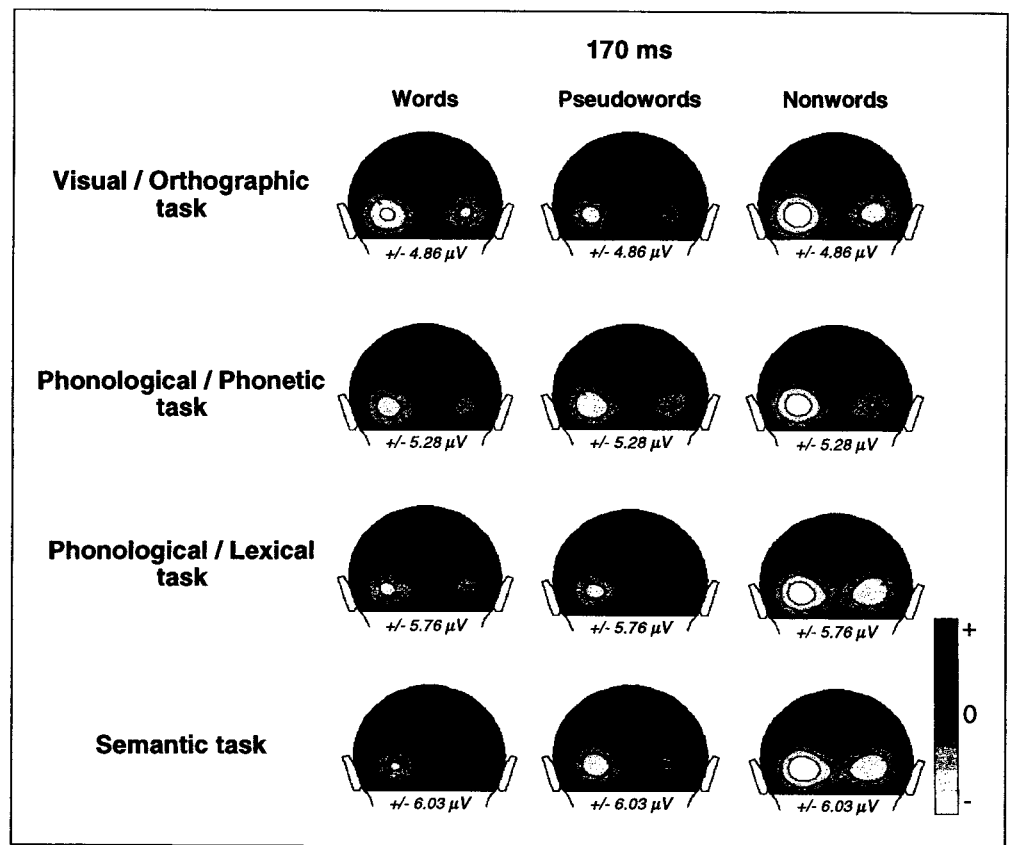 170 ms
Words Pseudowords Nonwords
Visual / Orthographic
task
+/- 4.86 µV +/- 4.86 µV +/- 4.86 µV
Phonological / Phonetic
task
+/- 5.28 µV +/- 5.28 µV +/- 5.28 µV
Phonological / Lexical
task
+/- 5.76 µV +/- 5.76 µV +/- 5.76 µV
+
0
Semantic task
-
+/- 6.03 µV +/- 6.03 µV +/- 6.03 µV